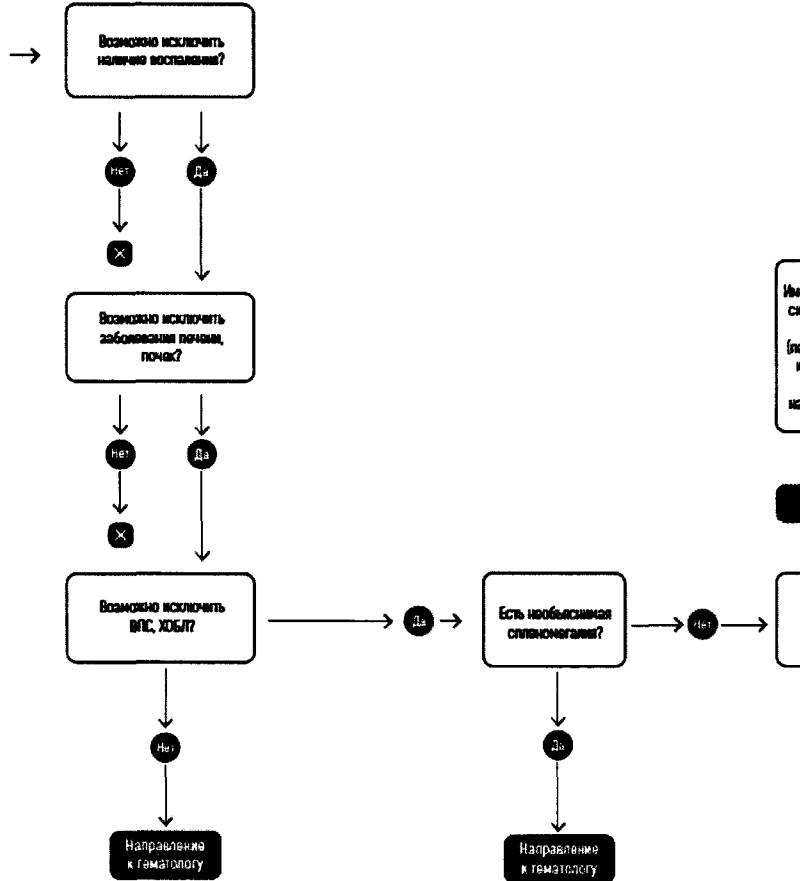 Возможно исключить
наличие воспаления?
Нет
Да
Возможно исключить
заболевания печени,
почек?
Нет
Да
Возможно исключить
ВПС, ХОБЛ?
Да
Есть необъяснимая
спленомегалия?
Нет
Нет
Да
Направление
к гематологу
Направление
к гематологу